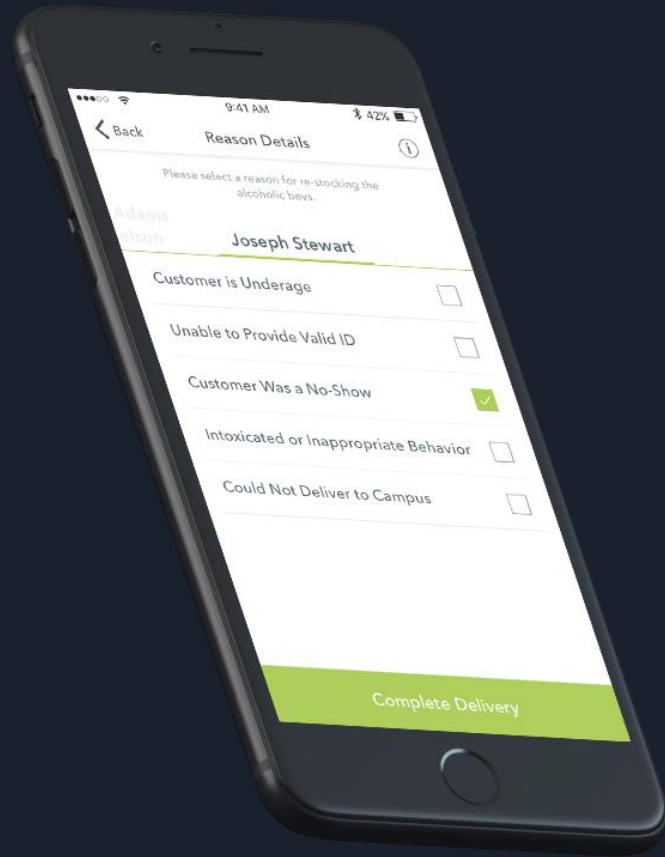 9:41 AM
42%
Back
Reason Details
Please select a reason for re-stocking the
alcoholic bevs.
Adams
elson
Joseph Stewart
Customer is Underage
Unable to Provide Valid ID
Customer Was a No-Show
Intoxicated or Inappropriate Behavior
Could Not Deliver to Campus
Complete Delivery